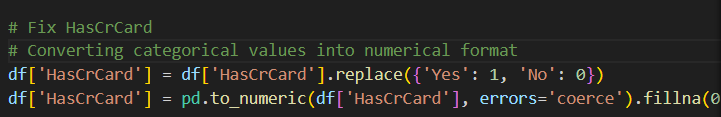 # Fix HasCrCard
# Converting categorical values into numerical format
df['HasCrCard'] = df['HasCrCard'].replace({'Yes': 1, 'No': 0})
df['HasCrCard'] = pd.to_numeric(df['HasCrCard'], errors='coerce').fillna(0